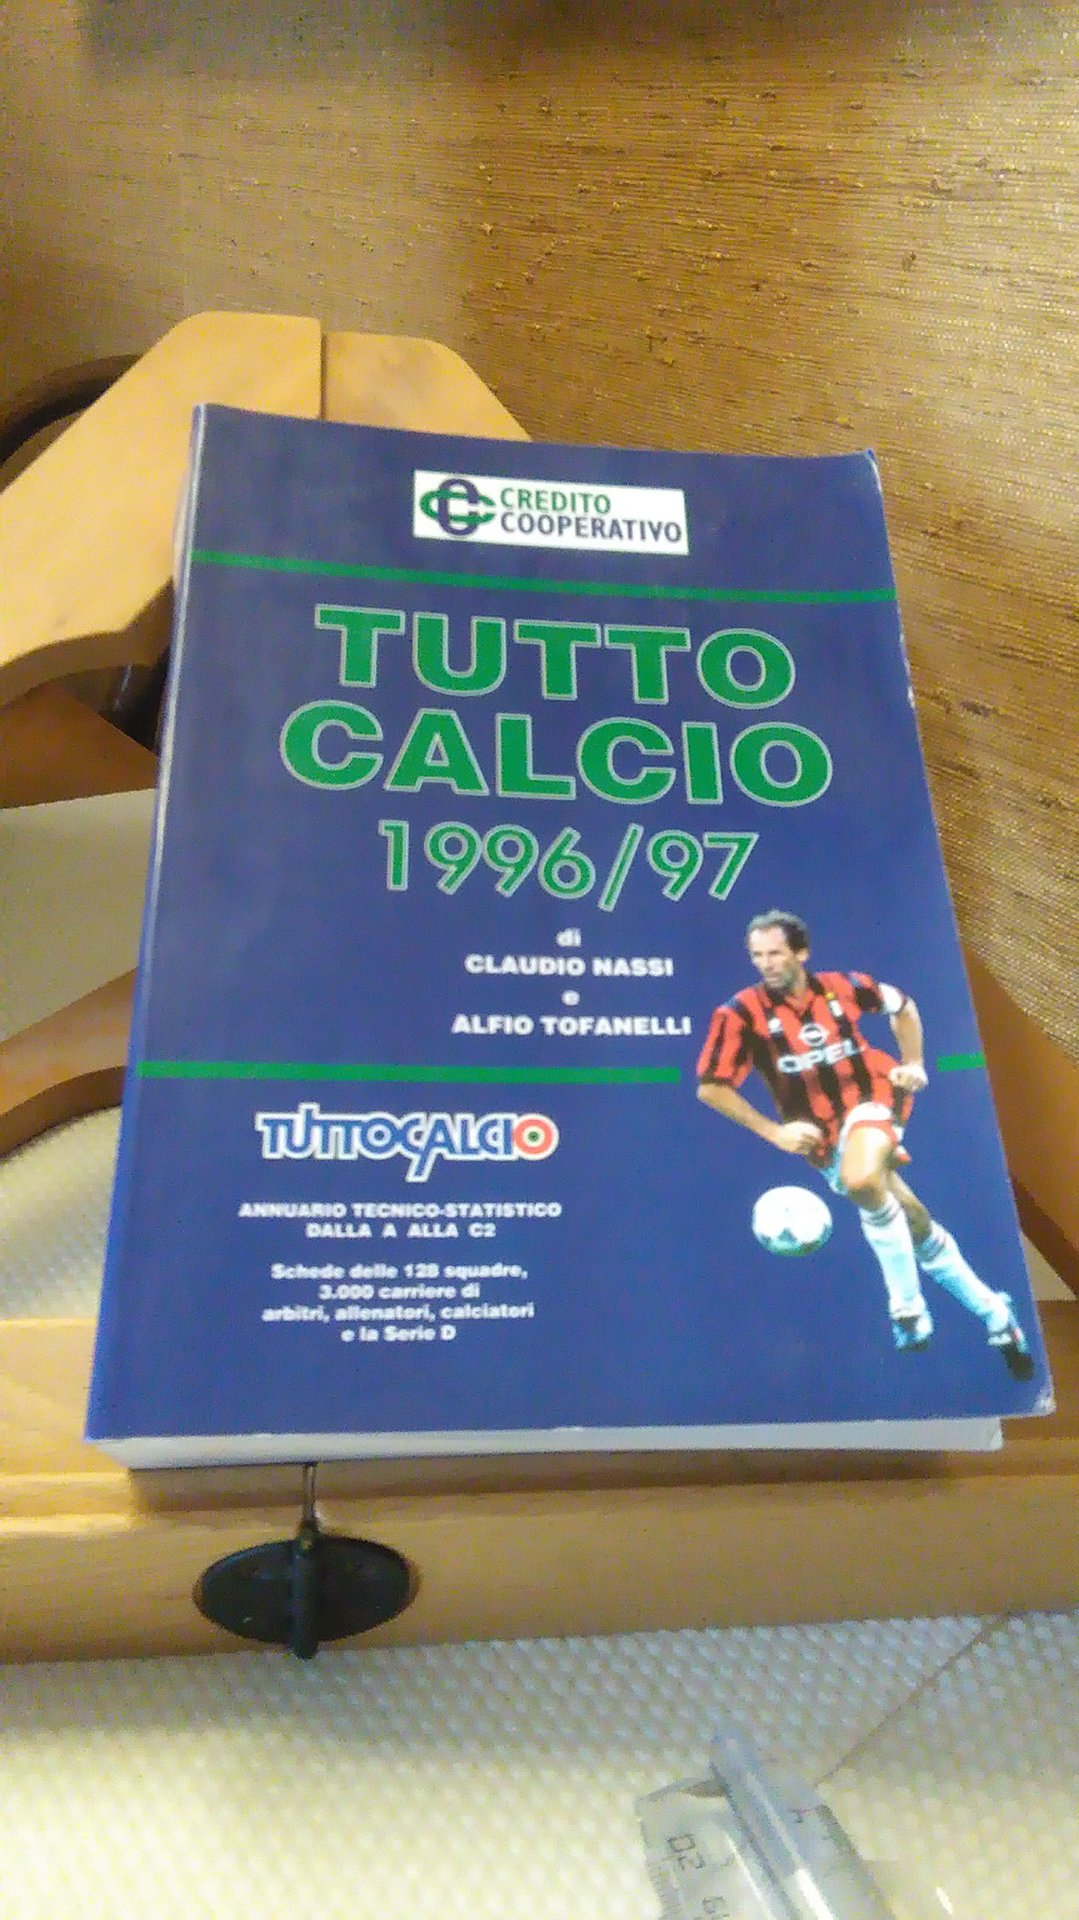 CREDITO
COOPERATIVO
TUTTO
CALCIO
1996/97
di
CLAUDIO NASSI
e
ALFIO TOFANELLI
OPEL
TUTTOCALCIO
ANNUARIO TECNICO-STATISTICO
DALLA A ALLA C2
Schede delle 128 squadre,
3.000 carriere di
arbitri, allenatori, calciatori
e la Serie D